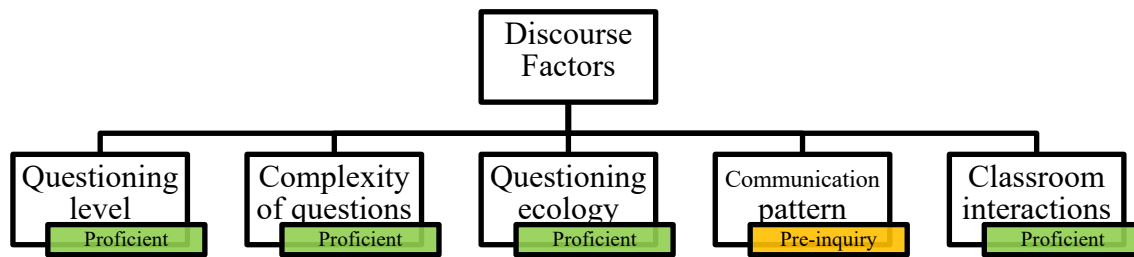 Discourse
Factors
Questioning
level
Proficient
Complexity
of questions
Proficient
Questioning
ecology
Proficient
Communication
pattern
Pre-inquiry
Classroom
interactions
Proficient